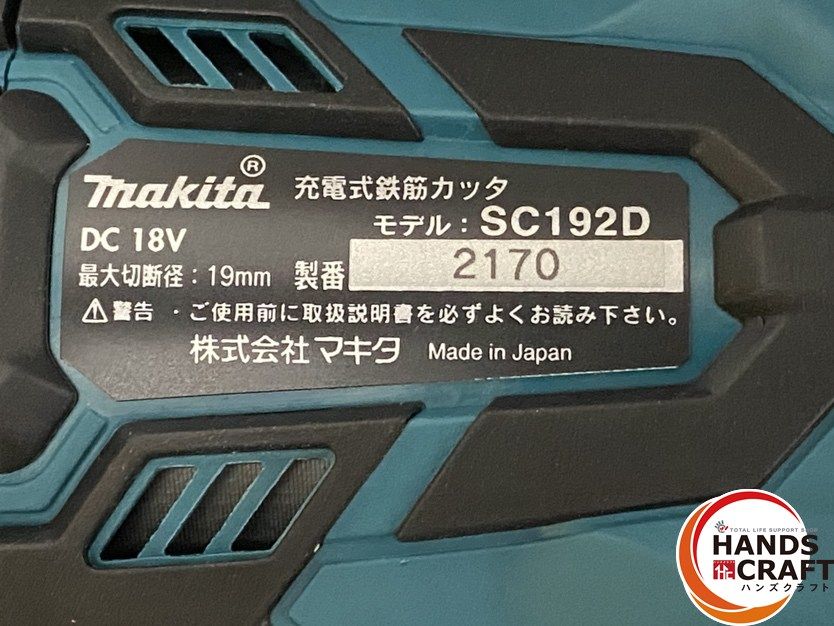 makita® 充電式鉄筋カッタ
モデル：SC192D
DC 18V
最大切断径：19mm 製番 2170
⚠警告 ・ご使用前に取扱説明書を必ずよくお読み下さい。
株式会社マキタ Made in Japan
TOTAL LIFE SUPPORT SHOP
HANDS
CRAFT
ハンズクラフト